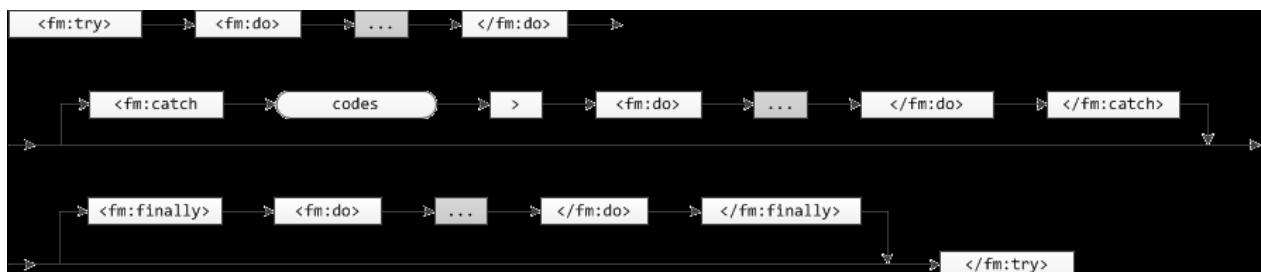 <fm:try> <fm:do> ... </fm:do>
<fm:catch codes > <fm:do> ... </fm:do> </fm:catch>
<fm:finally> <fm:do> ... </fm:do> </fm:finally>
</fm:try>